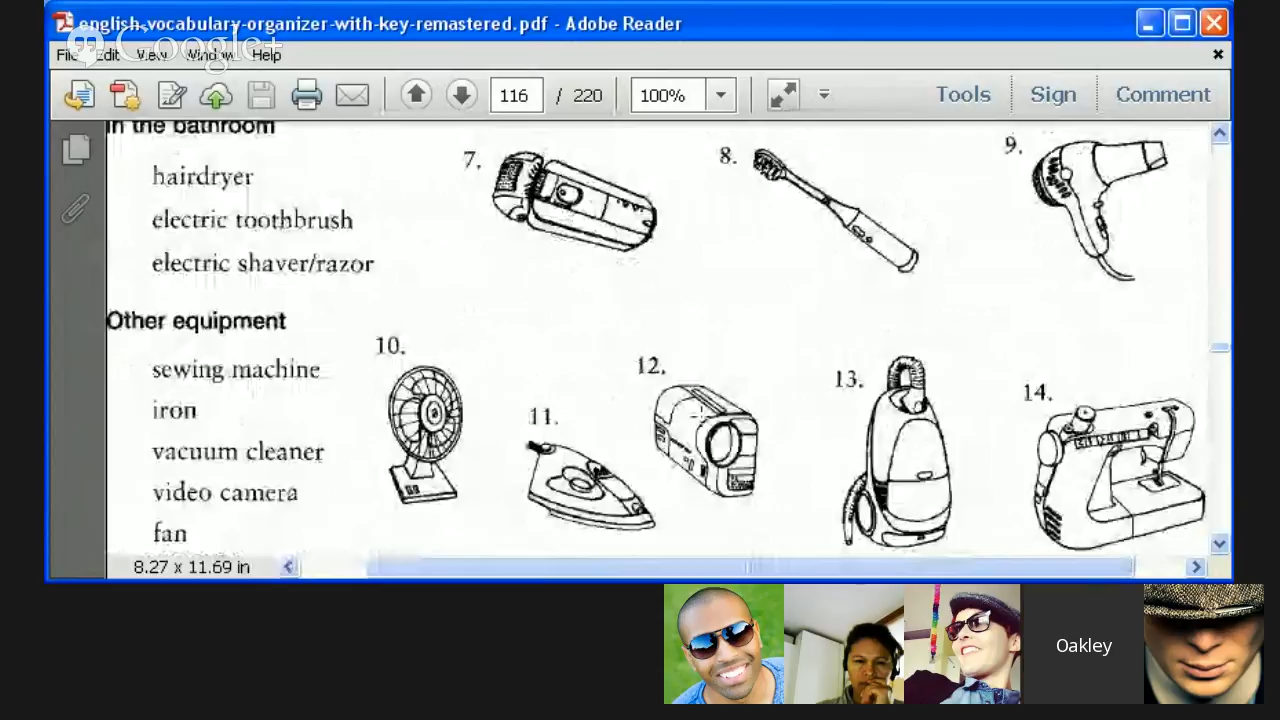 english-vocabulary-organizer-with-key-remastered.pdf - Adobe Reader
Google+
File Edit View Window Help
116 / 220 100% Tools Sign Comment
In the bathroom
hairdryer
electric toothbrush
electric shaver/razor
7. 8. 9.
Other equipment
sewing machine
iron
vacuum cleaner
video camera
fan
10. 11. 12. 13. 14.
8.27 x 11.69 in
Oakley